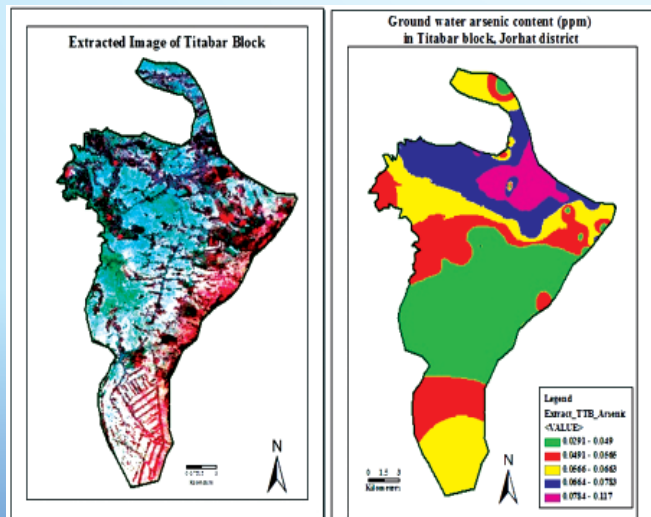 Extracted Image of Titabar Block
N
Kilometers
Ground water arsenic content (ppm)
in Titabar block, Jorhat district
Legend
Extract_TTB_Arsenic
<VALUE>
0.0291 - 0.049
0.0491 - 0.0565
0.0566 - 0.0663
0.0664 - 0.0783
0.0784 - 0.117
N
0 1.5 3
Kilometers